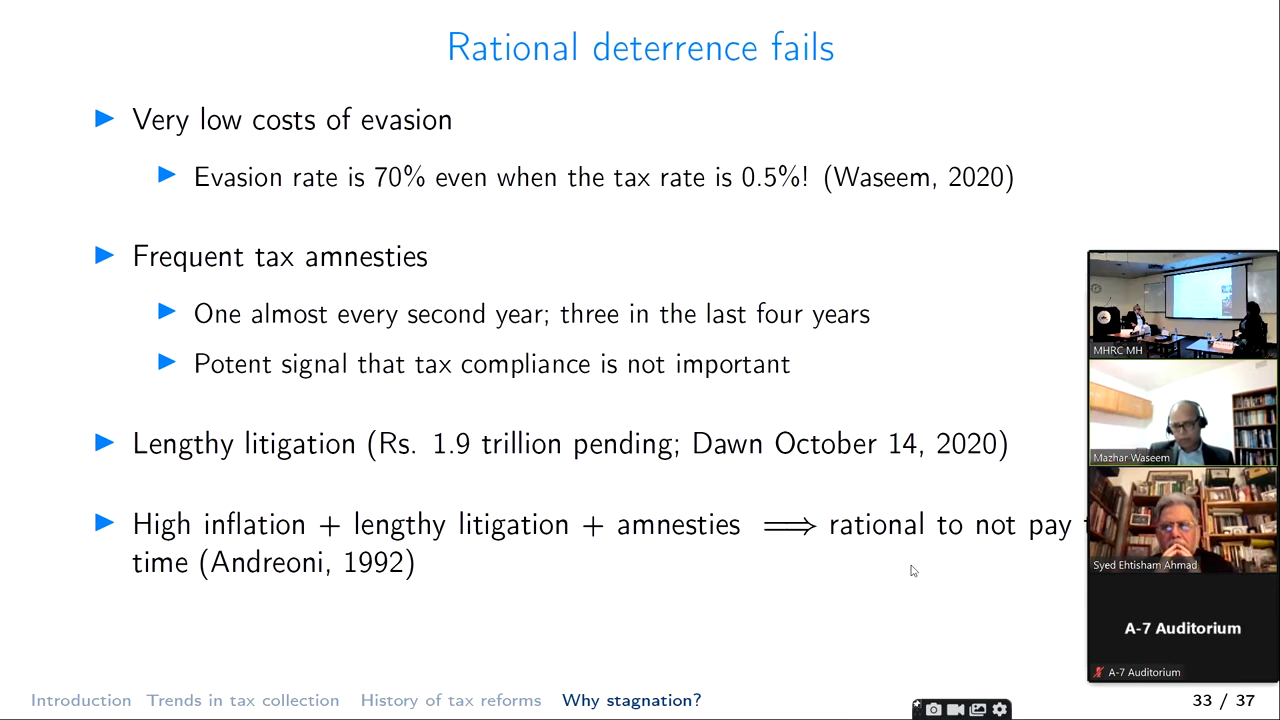 Rational deterrence fails
Very low costs of evasion
Evasion rate is 70% even when the tax rate is 0.5%! (Waseem, 2020)
Frequent tax amnesties
One almost every second year; three in the last four years
Potent signal that tax compliance is not important
Lengthy litigation (Rs. 1.9 trillion pending; Dawn October 14, 2020)
High inflation + lengthy litigation + amnesties ⟹ rational to not pay
time (Andreoni, 1992)
MHRC MH
Mazhar Waseem
Syed Ehtisham Ahmad
A-7 Auditorium
A-7 Auditorium
Introduction Trends in tax collection History of tax reforms Why stagnation? 33 / 37